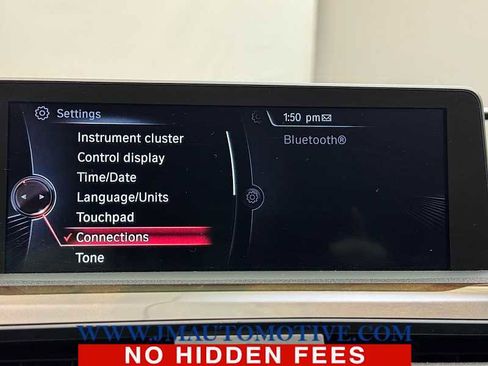 Settings
1:50 pm
Instrument cluster
Bluetooth®
Control display
Time/Date
Language/Units
Touchpad
Connections
Tone
WWW.JMAUTOMOTIVE.COM
NO HIDDEN FEES